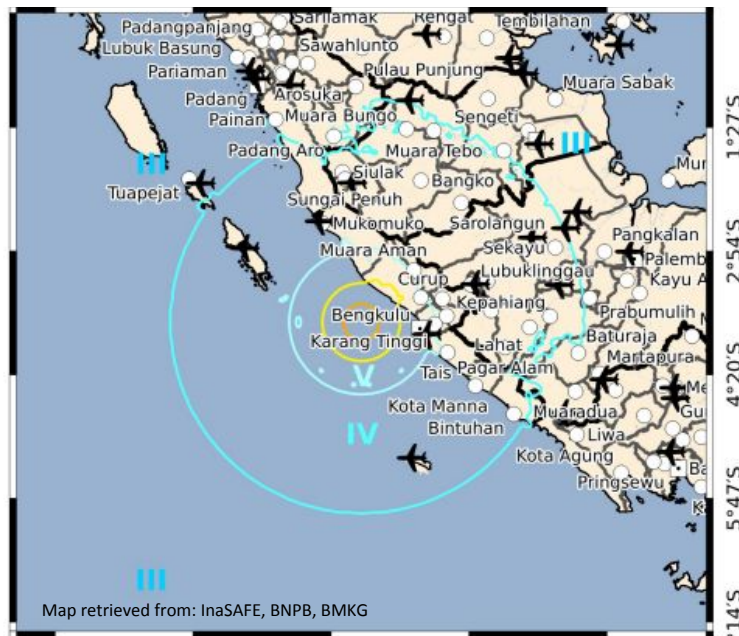 Padangpanjang
Sarilamak
Rengat
Tembilahan
Lubuk Basung
Sawahlunto
Pariaman
Pulau Punjung
Muara Sabak
Padang
Arosuka
Painan
Muara Bungo
Sengeti
1°27'S
III
Padang Aro
Muara Tebo
III
Tuapejat
Siulak
Bangko
Sungai Penuh
Mukomuko
Sarolangun
Muara Aman
Sekayu
Pangkalan
2°54'S
Curup
Lubuklinggau
Palemb
Kayu A
Bengkulu
Kepahiang
Prabumulih
Karang Tinggi
Lahat
Baturaja
Tais
Pagar Alam
Martapura
4°20'S
V
Kota Manna
Muaradua
Bintuhan
Liwa
IV
Kota Agung
Pringsewu
5°47'S
III
Map retrieved from: InaSAFE, BNPB, BMKG